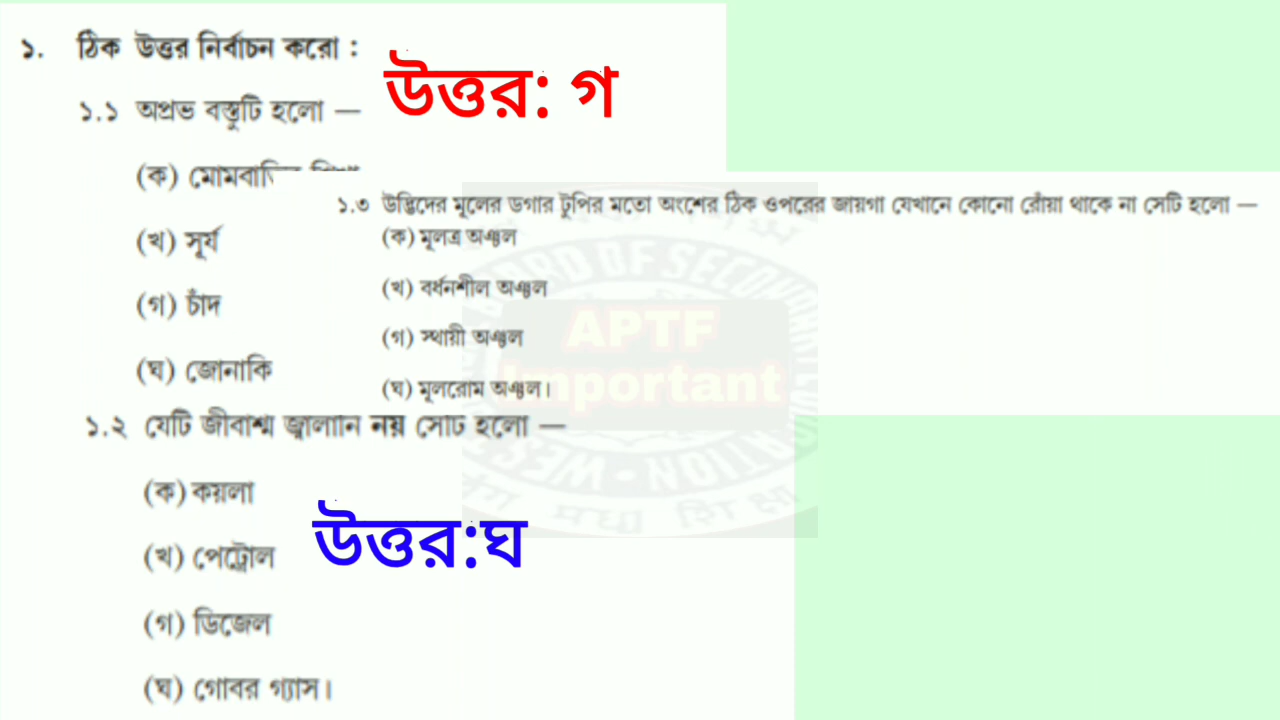 ১. ঠিক উত্তর নির্বাচন করো :
উত্তর: গ
১.১ অপ্রভ বস্তুটি হলো —
(ক)
(খ) সূর্য
(গ) চাঁদ
(ঘ) জোনাকি
১.৩ উদ্ভিদের মূলের ডগার টুপির মতো অংশের ঠিক ওপরের জায়গা যেখানে কোনো রোঁয়া থাকে না সেটি হলো —
(ক) মূলত্র অঞ্চল
(খ) বর্ধনশীল অঞ্চল
(গ) স্থায়ী অঞ্চল
(ঘ) মূলরোম অঞ্চল।
APTF
Important
১.২ যেটি জীবাশ্ম জ্বালানি নয় সেটি হলো —
(ক) কয়লা
(খ) পেট্রোল
(গ) ডিজেল
(ঘ) গোবর গ্যাস।
উত্তর:ঘ